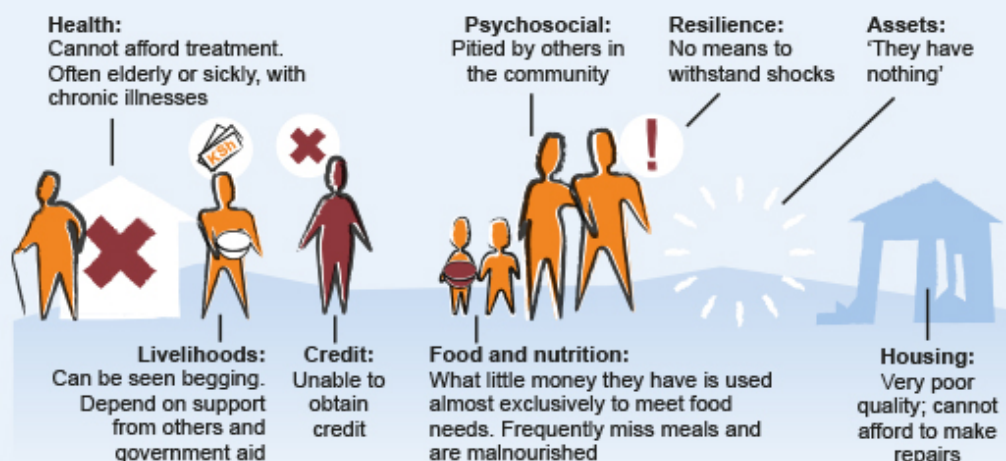 Health:
Cannot afford treatment.
Often elderly or sickly, with
chronic illnesses
Psychosocial:
Pitied by others in
the community
Resilience:
No means to
withstand shocks
Assets:
'They have
nothing'
KSh
Livelihoods:
Can be seen begging.
Depend on support
from others and
government aid
Credit:
Unable to
obtain
credit
Food and nutrition:
What little money they have is used
almost exclusively to meet food
needs. Frequently miss meals and
are malnourished
Housing:
Very poor
quality; cannot
afford to make
repairs